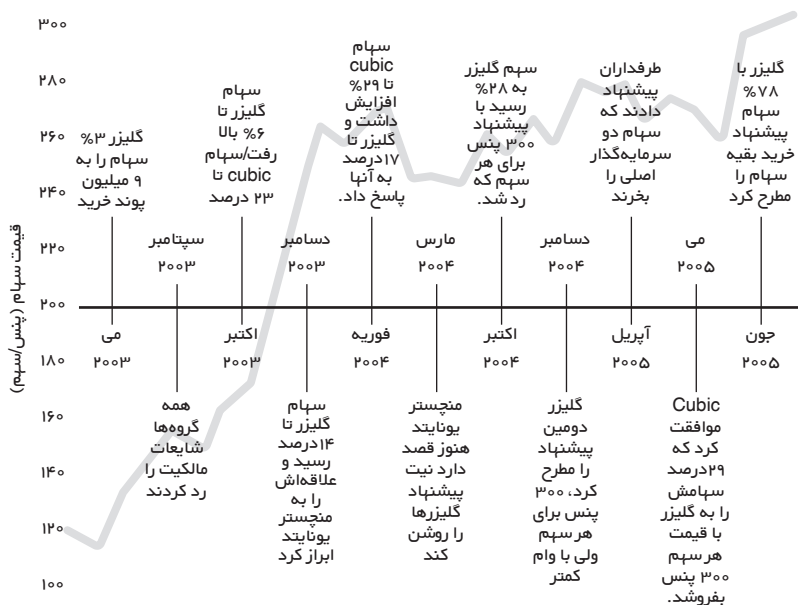 قیمت سهام (پنس/سهم)
۳۰۰
۲۸۰
۲۶۰
۲۴۰
۲۲۰
۲۰۰
۱۸۰
۱۶۰
۱۴۰
۱۲۰
۱۰۰
گلیزر ۳%
سهام را به
۹ میلیون
پوند خرید
می
۲۰۰۳
سپتامبر
۲۰۰۳
همه
گروه‌ها
شایعات
مالکیت را
رد کردند
سهام
گلیزر تا
۶% بالا
رفت/سهام
cubic تا
۲۳ درصد
اکتبر
۲۰۰۳
دسامبر
۲۰۰۳
سهام
گلیزر تا
۱۴درصد
رسید و
علاقه‌اش
را به
منچستر
یونایتد
ابراز کرد
سهام
cubic
تا ۲۹%
افزایش
داشت و
گلیزر تا
۱۷درصد
به آنها
پاسخ داد.
فوریه
۲۰۰۴
مارس
۲۰۰۴
منچستر
یونایتد
هنوز قصد
دارد نیت
پیشنهاد
گلیزرها
را روشن
کند
سهم گلیزر
به ۲۸%
رسید با
پیشنهاد
۳۰۰ پنس
برای هر
سهم که
رد شد.
اکتبر
۲۰۰۴
دسامبر
۲۰۰۴
گلیزر
دومین
پیشنهاد
را مطرح
کرد، ۳۰۰
پنس برای
هر سهم
ولی با وام
کمتر
طرفداران
پیشنهاد
دادند که
سهام دو
سرمایه‌گذار
اصلی را
بخرند
آپریل
۲۰۰۵
می
۲۰۰۵
Cubic
موافقت
کرد که
۲۹درصد
سهامش
را به گلیزر
با قیمت
هر سهم
۳۰۰ پنس
بفروشد.
گلیزر با
۷۸%
سهام
پیشنهاد
خرید بقیه
سهام را
مطرح کرد
جون
۲۰۰۵